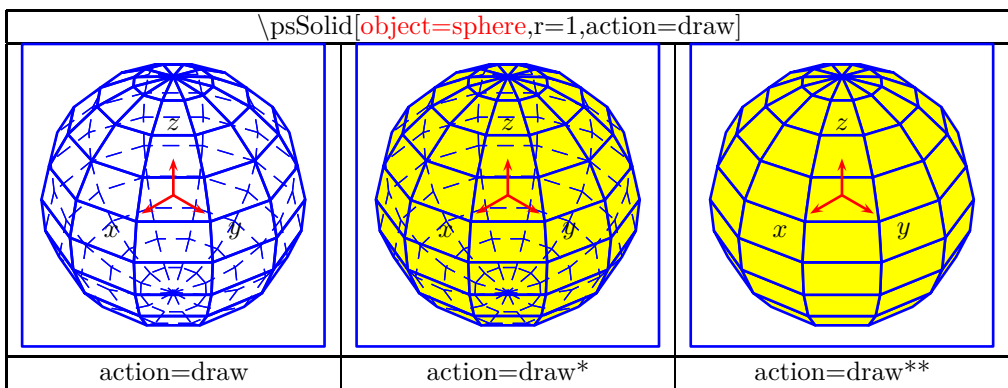 \psSolid[object=sphere,r=1,action=draw]
z
x
y
z
x
y
z
x
y
action=draw
action=draw*
action=draw**